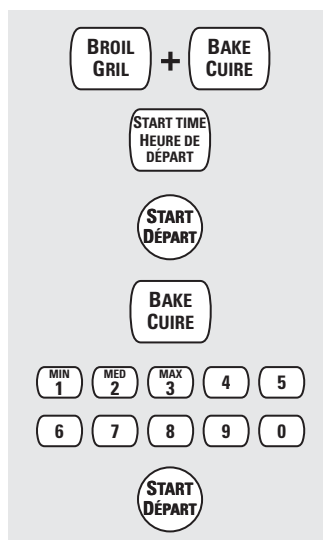 BROIL + BAKE
GRIL CUIRE
START TIME
HEURE DE
DÉPART
START
DÉPART
BAKE
CUIRE
MIN MED MAX
1 2 3 4 5
6 7 8 9 0
START
DÉPART